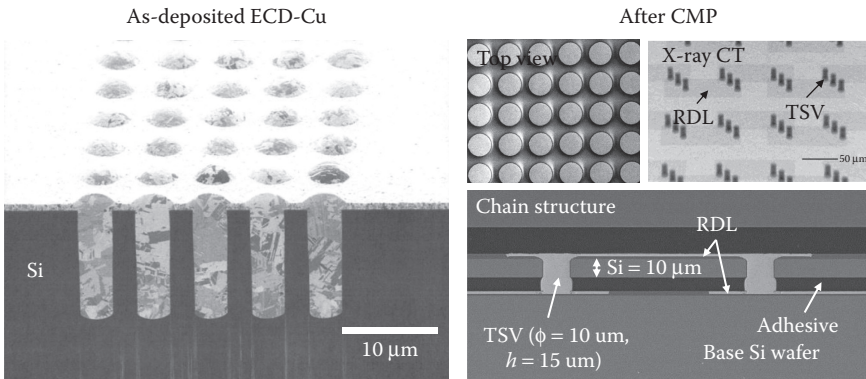 As-deposited ECD-Cu
Si
10 μm
After CMP
Top view
X-ray CT
RDL
TSV
50 μm
Chain structure
RDL
Si = 10 μm
TSV (ϕ = 10 um,
h = 15 um)
Adhesive
Base Si wafer